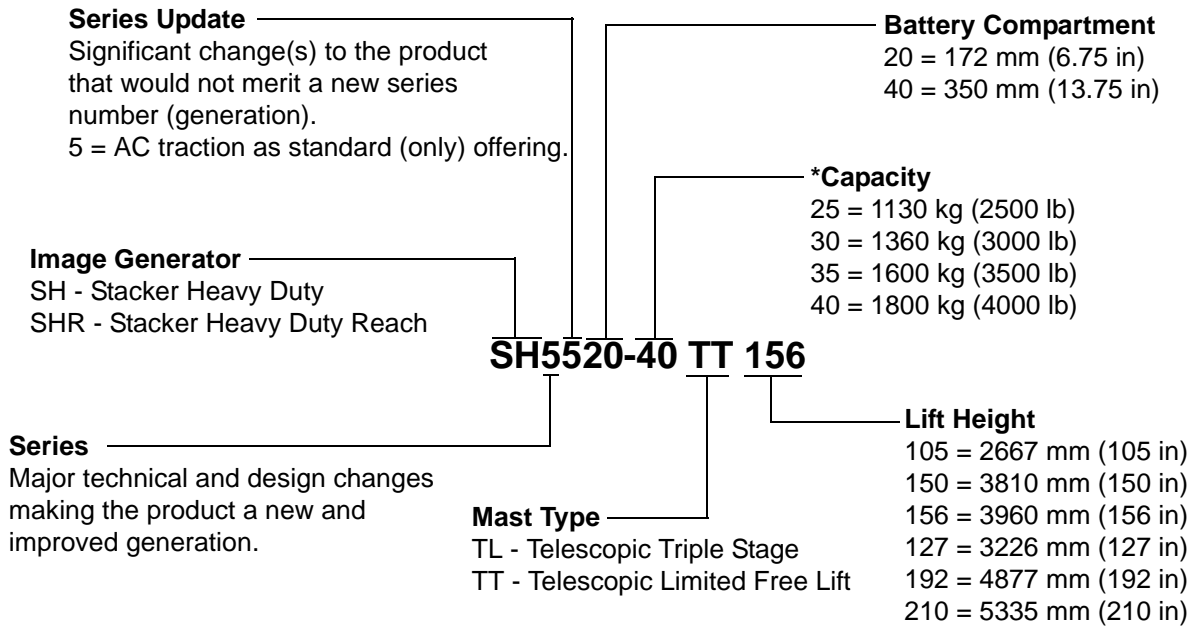 Series Update
Significant change(s) to the product
that would not merit a new series
number (generation).
5 = AC traction as standard (only) offering.
Battery Compartment
20 = 172 mm (6.75 in)
40 = 350 mm (13.75 in)
*Capacity
25 = 1130 kg (2500 lb)
30 = 1360 kg (3000 lb)
35 = 1600 kg (3500 lb)
40 = 1800 kg (4000 lb)
Image Generator
SH - Stacker Heavy Duty
SHR - Stacker Heavy Duty Reach
SH5520-40 TT 156
Series
Major technical and design changes
making the product a new and
improved generation.
Mast Type
TL - Telescopic Triple Stage
TT - Telescopic Limited Free Lift
Lift Height
105 = 2667 mm (105 in)
150 = 3810 mm (150 in)
156 = 3960 mm (156 in)
127 = 3226 mm (127 in)
192 = 4877 mm (192 in)
210 = 5335 mm (210 in)